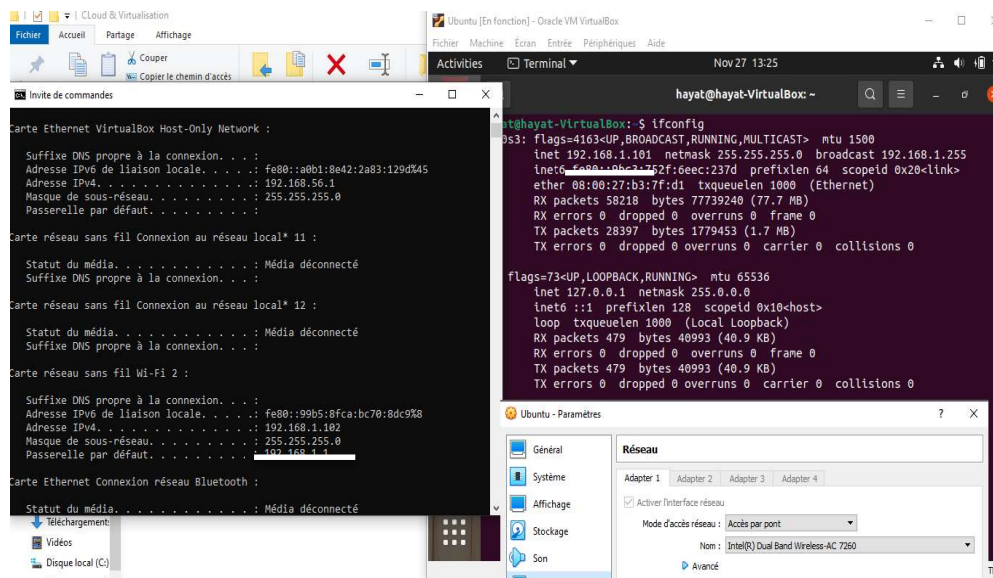 CLoud & Virtualisation
Fichier Accueil Partage Affichage
Couper
Copier le chemin d'accès
Invite de commandes
Carte Ethernet VirtualBox Host-Only Network :
Suffixe DNS propre à la connexion. . . :
Adresse IPv6 de liaison locale. . . . .: fe80::a0b1:8e42:2a83:129d%45
Adresse IPv4. . . . . . . . . . . . . .: 192.168.56.1
Masque de sous-réseau. . . . . . . . . : 255.255.255.0
Passerelle par défaut. . . . . . . . . :
Carte réseau sans fil Connexion au réseau local* 11 :
Statut du média. . . . . . . . . . . . : Média déconnecté
Suffixe DNS propre à la connexion. . . :
Carte réseau sans fil Connexion au réseau local* 12 :
Statut du média. . . . . . . . . . . . : Média déconnecté
Suffixe DNS propre à la connexion. . . :
Carte réseau sans fil Wi-Fi 2 :
Suffixe DNS propre à la connexion. . . :
Adresse IPv6 de liaison locale. . . . .: fe80::99b5:8fca:bc70:8dc9%8
Adresse IPv4. . . . . . . . . . . . . .: 192.168.1.102
Masque de sous-réseau. . . . . . . . . : 255.255.255.0
Passerelle par défaut. . . . . . . . . : 192.168.1.1
Carte Ethernet Connexion réseau Bluetooth :
Statut du média. . . . . . . . . . . . : Média déconnecté
Téléchargements
Vidéos
Disque local (C:)
Ubuntu [En fonction] - Oracle VM VirtualBox
Fichier Machine Écran Entrée Périphériques Aide
Activities Terminal Nov 27 13:25
hayat@hayat-VirtualBox: ~
at@hayat-VirtualBox:~$ ifconfig
0s3: flags=4163<UP,BROADCAST,RUNNING,MULTICAST> mtu 1500
inet 192.168.1.101 netmask 255.255.255.0 broadcast 192.168.1.255
inet6 52f:6eec:237d prefixlen 64 scopeid 0x20<link>
ether 08:00:27:b3:7f:d1 txqueuelen 1000 (Ethernet)
RX packets 58218 bytes 77739240 (77.7 MB)
RX errors 0 dropped 0 overruns 0 frame 0
TX packets 28397 bytes 1779453 (1.7 MB)
TX errors 0 dropped 0 overruns 0 carrier 0 collisions 0
flags=73<UP,LOOPBACK,RUNNING> mtu 65536
inet 127.0.0.1 netmask 255.0.0.0
inet6 ::1 prefixlen 128 scopeid 0x10<host>
loop txqueuelen 1000 (Local Loopback)
RX packets 479 bytes 40993 (40.9 KB)
RX errors 0 dropped 0 overruns 0 frame 0
TX packets 479 bytes 40993 (40.9 KB)
TX errors 0 dropped 0 overruns 0 carrier 0 collisions 0
Ubuntu - Paramètres
Général
Système
Affichage
Stockage
Son
Réseau
Adapter 1 Adapter 2 Adapter 3 Adapter 4
Activer l'interface réseau
Mode d'accès réseau : Accès par pont
Nom : Intel(R) Dual Band Wireless-AC 7260
Avancé